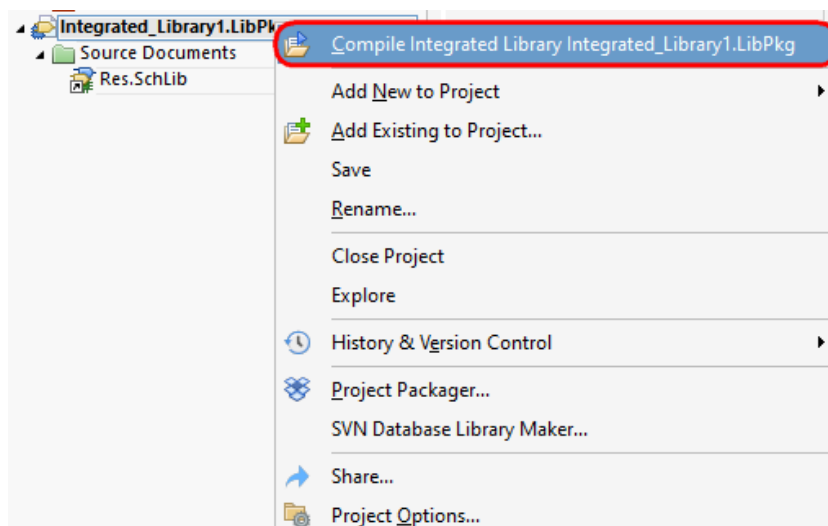 Integrated_Library1.LibPk
Source Documents
Res.SchLib
Compile Integrated Library Integrated_Library1.LibPkg
Add New to Project
Add Existing to Project...
Save
Rename...
Close Project
Explore
History & Version Control
Project Packager...
SVN Database Library Maker...
Share...
Project Options...